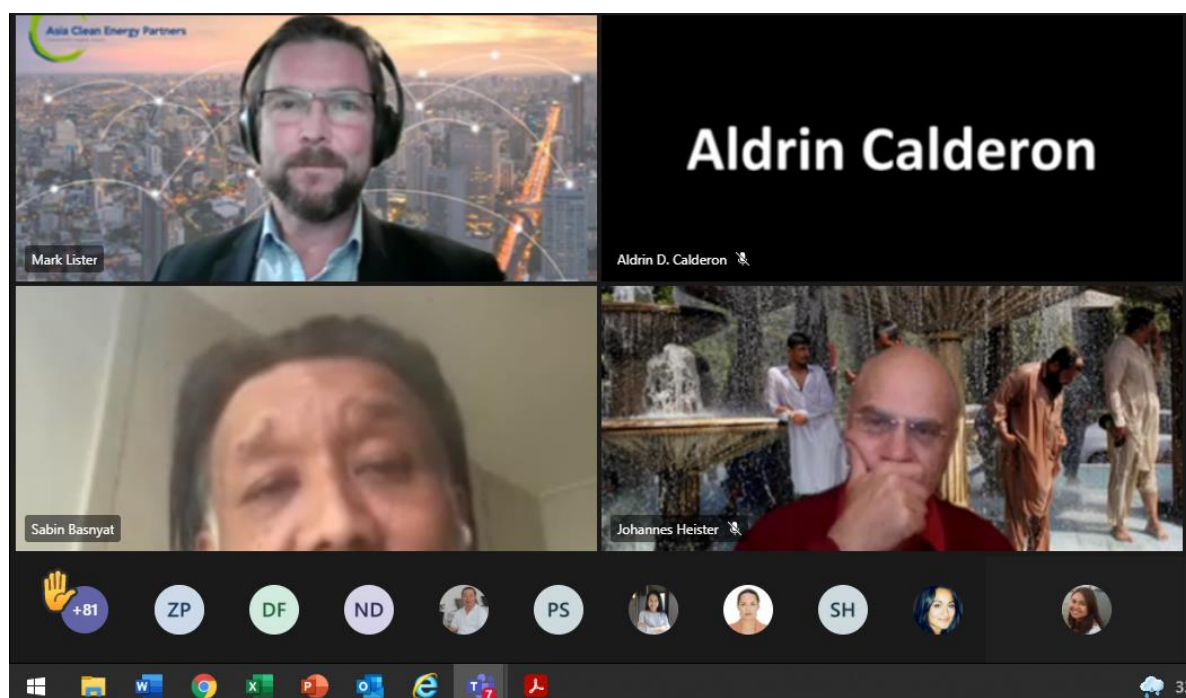 Asia Clean Energy Partners
Mark Lister
Aldrin Calderon
Aldrin D. Calderon
Sabin Basnyat
Johannes Heister
+81
ZP
DF
ND
PS
SH
7